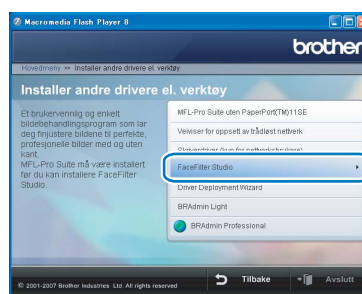 Macromedia Flash Player 8
brother
Hovedmeny >> Installer andre drivere el. verktøy
Installer andre drivere el. verktøy
Et brukervennlig og enkelt
bildebehandlingsprogram som lar
deg finjustere bildene til perfekte,
profesjonelle bilder med og uten
kant.
MFL-Pro Suite må være installert
før du kan installere FaceFilter
Studio.
MFL-Pro Suite uten PaperPort(TM)11SE
Veiviser for oppsett av trådløst nettverk
Skriverdriver (kun for nettverksbrukere)
FaceFilter Studio
Driver Deployment Wizard
BRAdmin Light
BRAdmin Professional
© 2001-2007 Brother Industries Ltd. All rights reserved
Tilbake
Avslutt